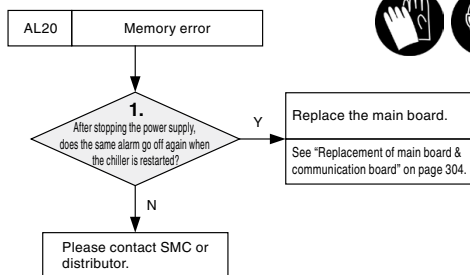 AL20 Memory error
1.
After stopping the power supply,
does the same alarm go off again when
the chiller is restarted?
Y
Replace the main board.
See “Replacement of main board &
communication board” on page 304.
N
Please contact SMC or
distributor.